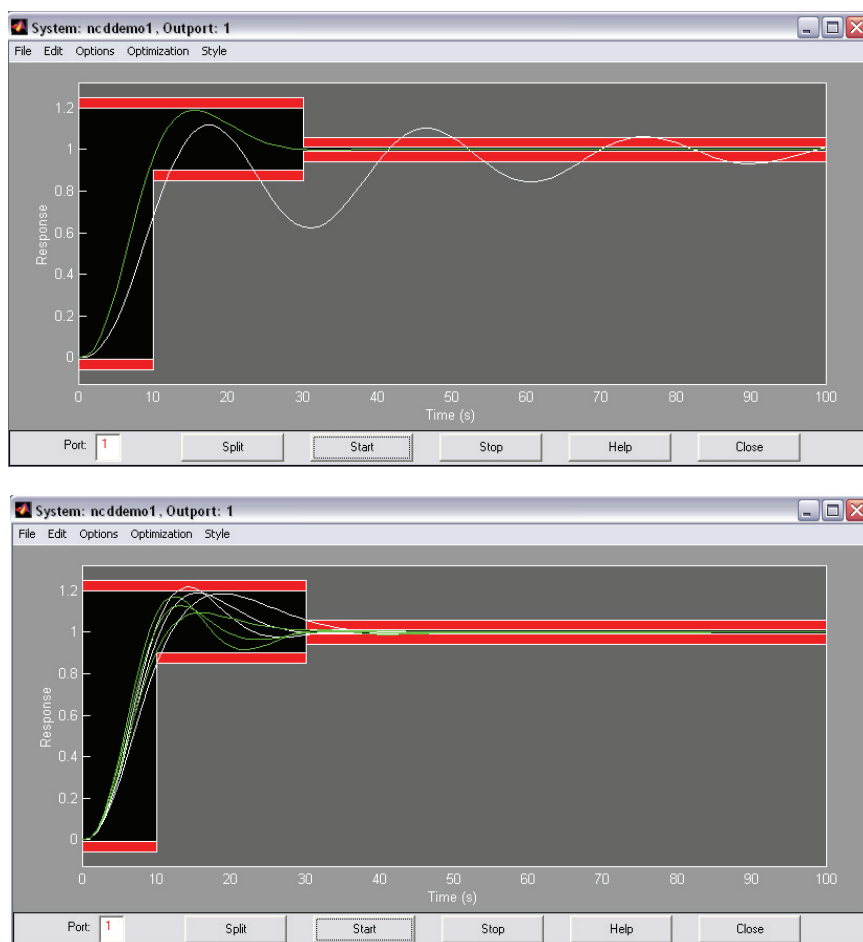 System: ncddemo1, Outport: 1
File Edit Options Optimization Style
1.2
1
0.8
0.6
0.4
0.2
0
Response
0 10 20 30 40 50 60 70 80 90 100
Time (s)
Port: 1 Split Start Stop Help Close
System: ncddemo1, Outport: 1
File Edit Options Optimization Style
1.2
1
0.8
0.6
0.4
0.2
0
Response
0 10 20 30 40 50 60 70 80 90 100
Time (s)
Port: 1 Split Start Stop Help Close